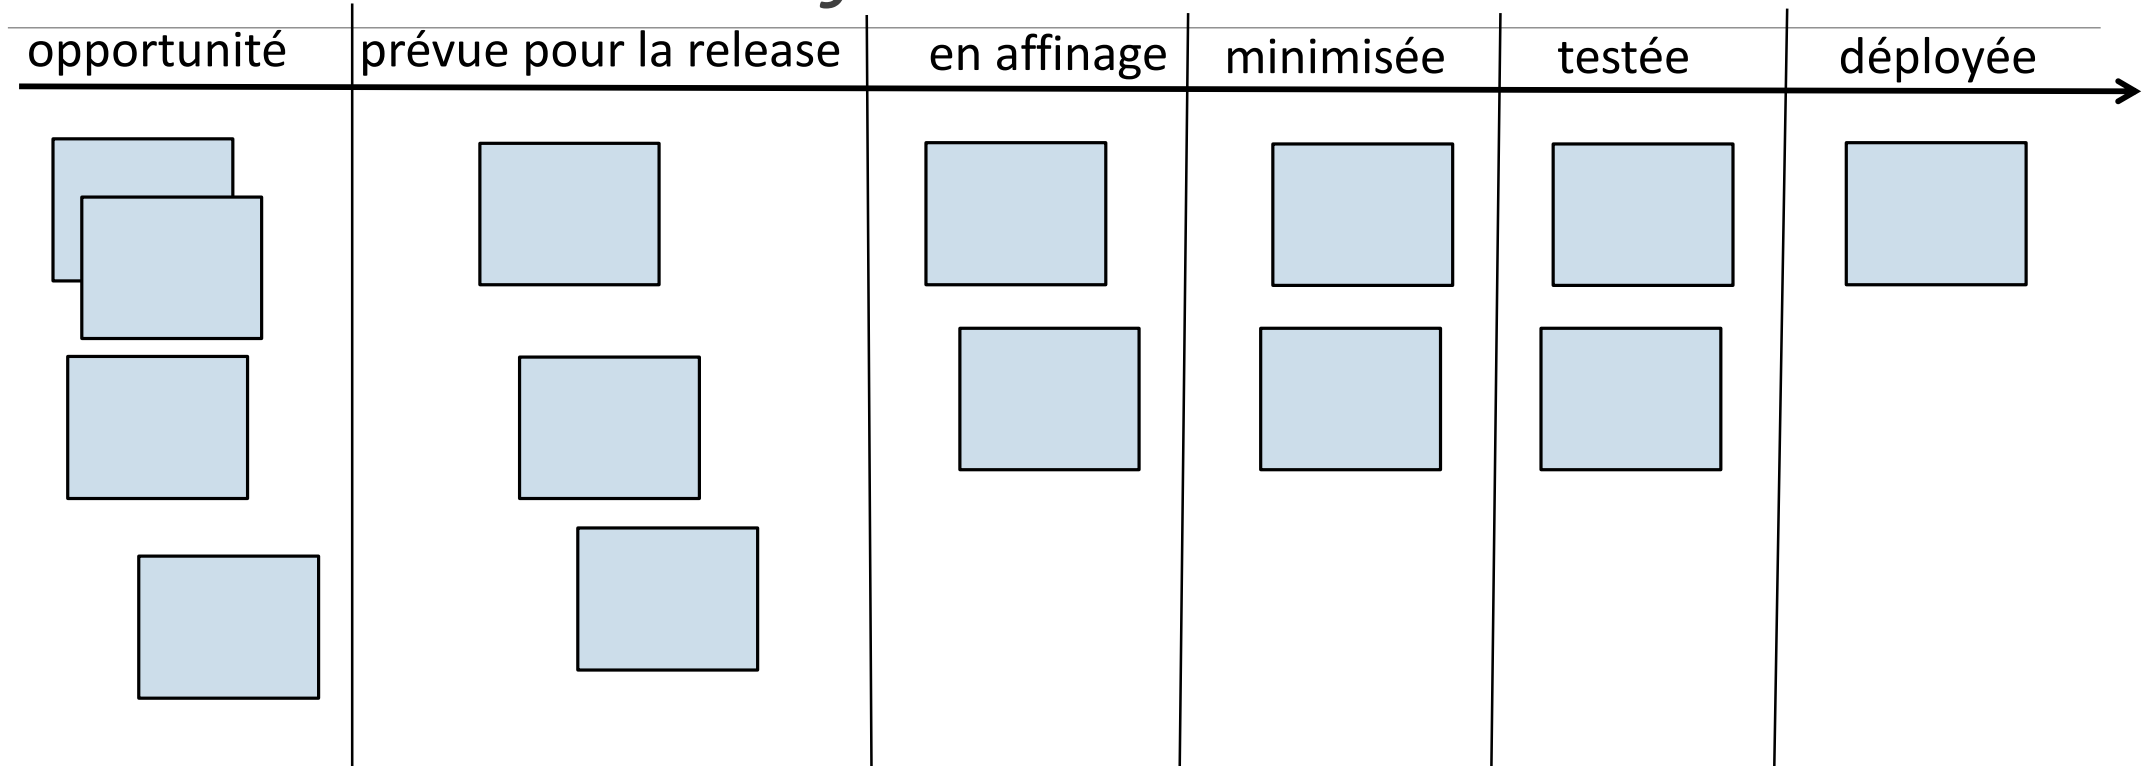 opportunité
prévue pour la release
en affinage
minimisée
testée
déployée